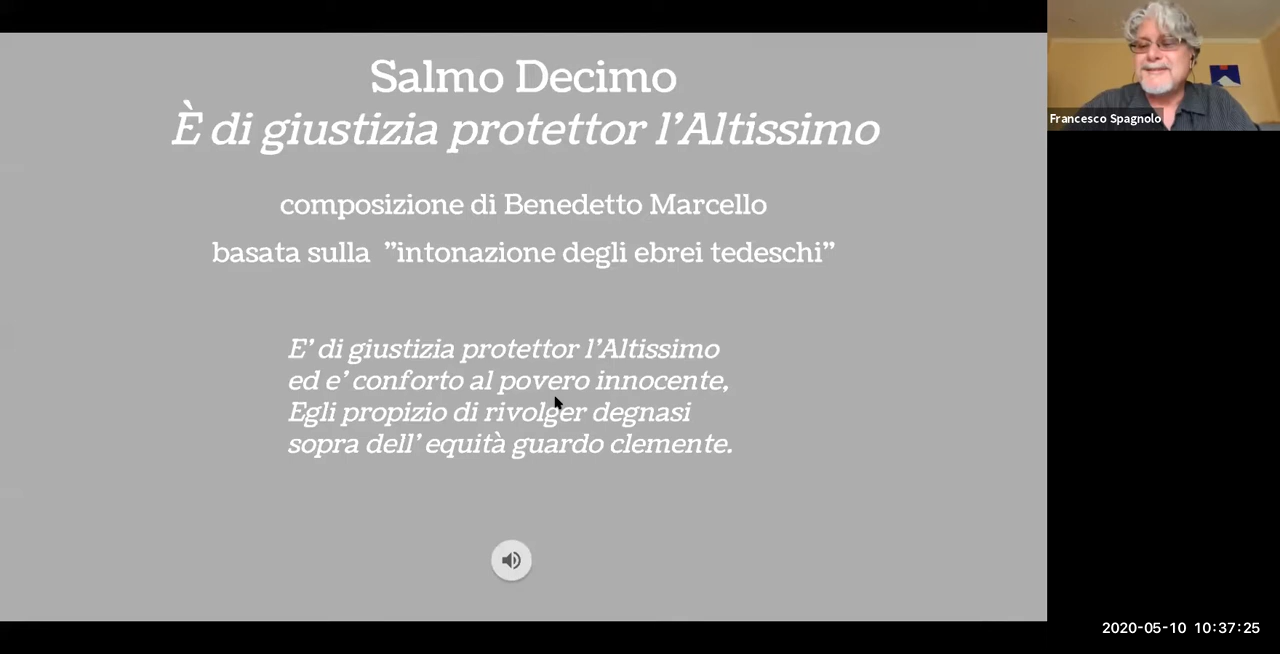 Salmo Decimo
È di giustizia protettor l’Altissimo
composizione di Benedetto Marcello
basata sulla ”intonazione degli ebrei tedeschi”
E’ di giustizia protettor l’Altissimo
ed e’ conforto al povero innocente,
Egli propizio di rivolger degnasi
sopra dell’ equità guardo clemente.
Francesco Spagnolo
2020-05-10 10:37:25